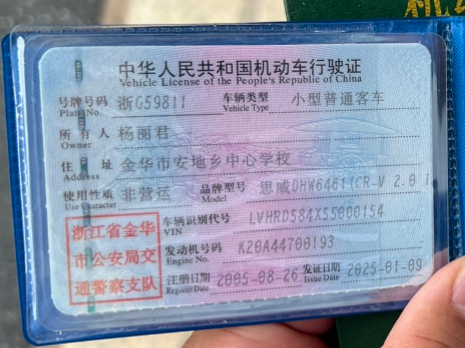 中华人民共和国机动车行驶证
Vehicle License of the People's Republic of China
号牌号码 浙G59811 车辆类型 小型普通客车
Plate No. Vehicle Type
所有人 杨丽君
Owner
住址 金华市安地乡中心学校
Address
使用性质 非营运 品牌型号 思威DHW6461(CR-V 2.0
Use Character Model
浙江省金华
市公安局交
通警察支队
车辆识别代号 LVHRD584X55000154
VIN
发动机号码 K20A44700193
Engine No.
注册日期 2005-08-26 发证日期 2025-01-09
Register Date Issue Date